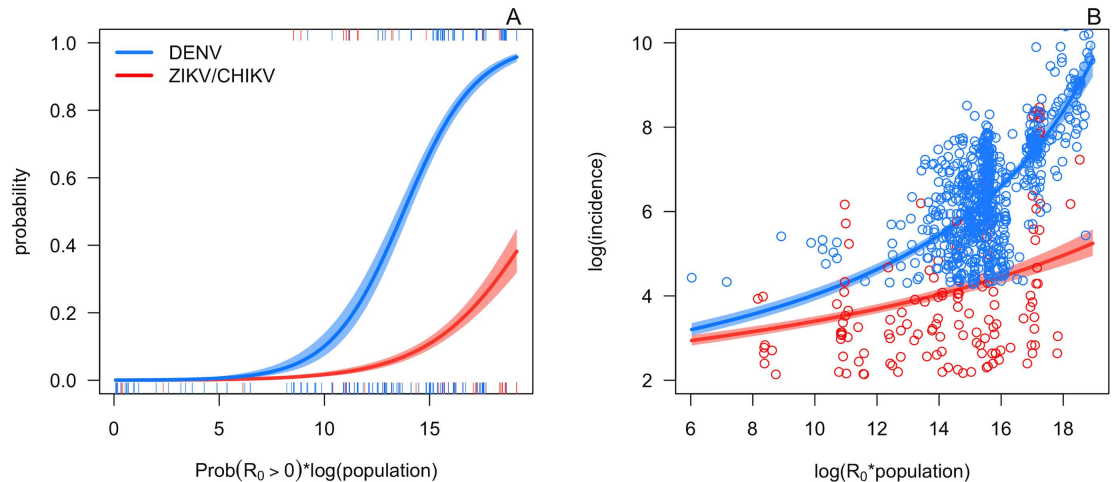 A
1.0
0.8
0.6
0.4
0.2
0.0
probability
DENV
ZIKV/CHIKV
0 5 10 15
Prob(R₀ > 0)*log(population)
B
10
8
6
4
2
log(incidence)
6 8 10 12 14 16 18
log(R₀*population)